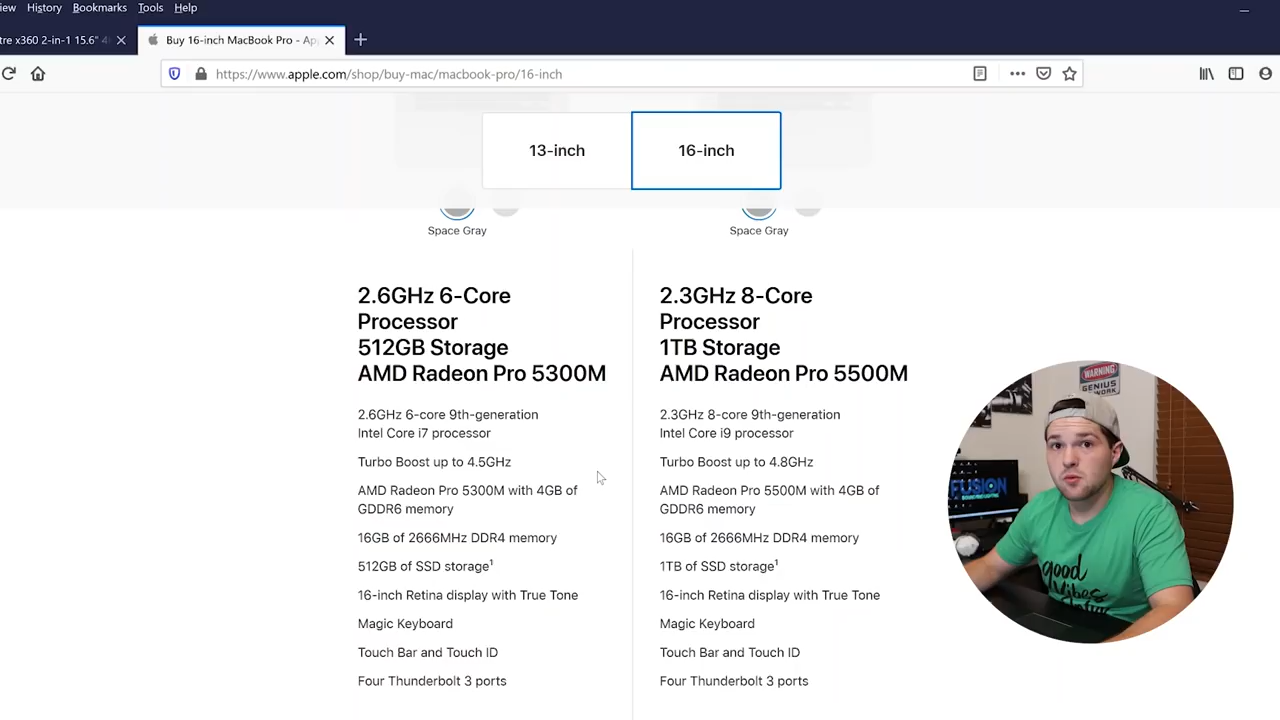 iew History Bookmarks Tools Help
tre x360 2-in-1 15.6" 4
Buy 16-inch MacBook Pro - Ap
https://www.apple.com/shop/buy-mac/macbook-pro/16-inch
13-inch
16-inch
Space Gray
Space Gray
2.6GHz 6-Core
Processor
512GB Storage
AMD Radeon Pro 5300M
2.6GHz 6-core 9th-generation
Intel Core i7 processor
Turbo Boost up to 4.5GHz
AMD Radeon Pro 5300M with 4GB of
GDDR6 memory
16GB of 2666MHz DDR4 memory
512GB of SSD storage¹
16-inch Retina display with True Tone
Magic Keyboard
Touch Bar and Touch ID
Four Thunderbolt 3 ports
2.3GHz 8-Core
Processor
1TB Storage
AMD Radeon Pro 5500M
2.3GHz 8-core 9th-generation
Intel Core i9 processor
Turbo Boost up to 4.8GHz
AMD Radeon Pro 5500M with 4GB of
GDDR6 memory
16GB of 2666MHz DDR4 memory
1TB of SSD storage¹
16-inch Retina display with True Tone
Magic Keyboard
Touch Bar and Touch ID
Four Thunderbolt 3 ports
WARNING
GENIUS
WORK
FUSION
good
Vibes